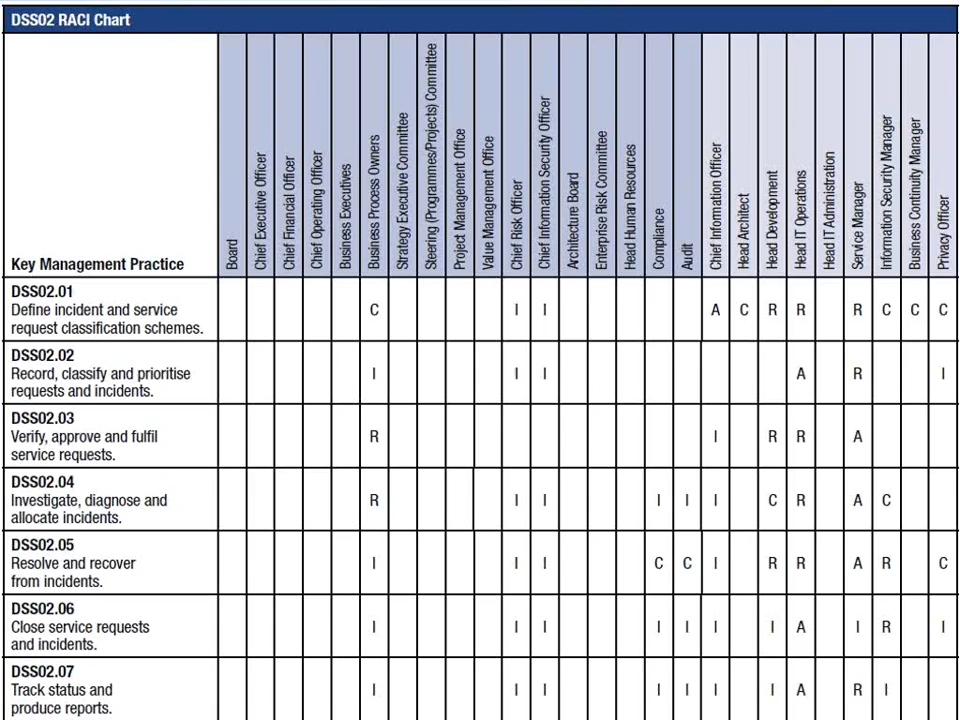 DSS02 RACI Chart
Key Management Practice
Board
Chief Executive Officer
Chief Financial Officer
Chief Operating Officer
Business Executives
Business Process Owners
Strategy Executive Committee
Steering (Programmes/Projects) Committee
Project Management Office
Value Management Office
Chief Risk Officer
Chief Information Security Officer
Architecture Board
Enterprise Risk Committee
Head Human Resources
Compliance
Audit
Chief Information Officer
Head Architect
Head Development
Head IT Operations
Head IT Administration
Service Manager
Information Security Manager
Business Continuity Manager
Privacy Officer
DSS02.01
Define incident and service
request classification schemes.
C I I A C R R R C C C
DSS02.02
Record, classify and prioritise
requests and incidents.
I I I A R I
DSS02.03
Verify, approve and fulfil
service requests.
R I R R A
DSS02.04
Investigate, diagnose and
allocate incidents.
R I I I I I C R A C
DSS02.05
Resolve and recover
from incidents.
I I I C C I R R A R C
DSS02.06
Close service requests
and incidents.
I I I I I I I A I R I
DSS02.07
Track status and
produce reports.
I I I I I I I A R I